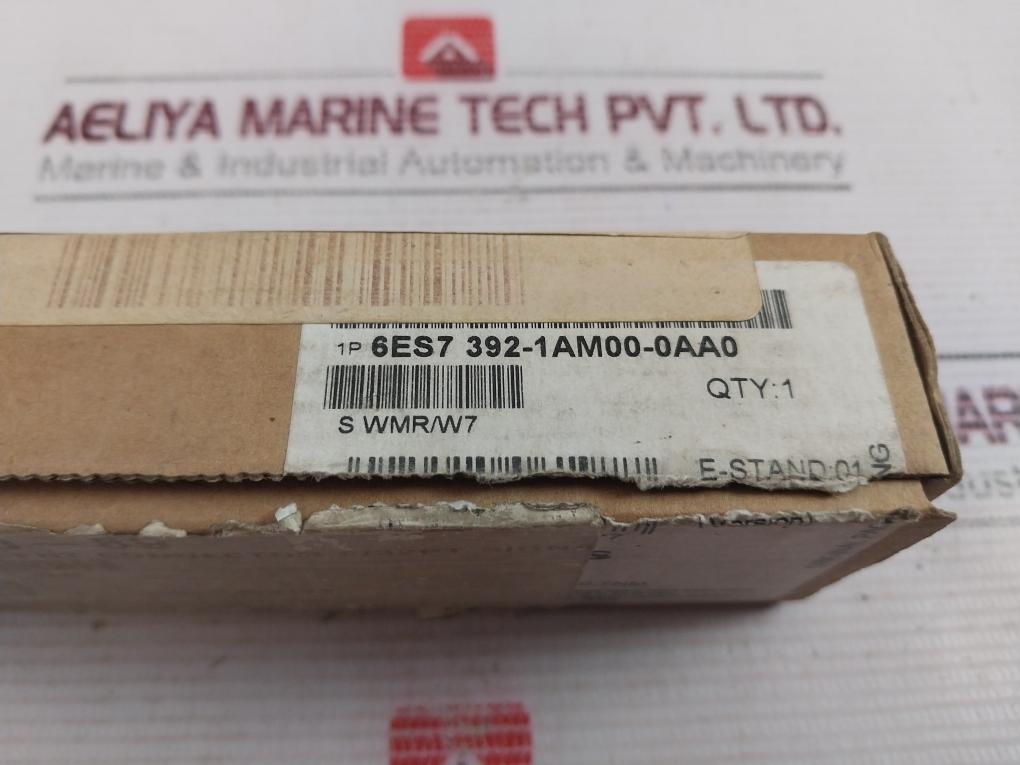 AELIYA MARINE TECH PVT. LTD.
Marine & Industrial Automation & Machinery
1P 6ES7 392-1AM00-0AA0
QTY:1
S WMR/W7
E-STAND:01
NG